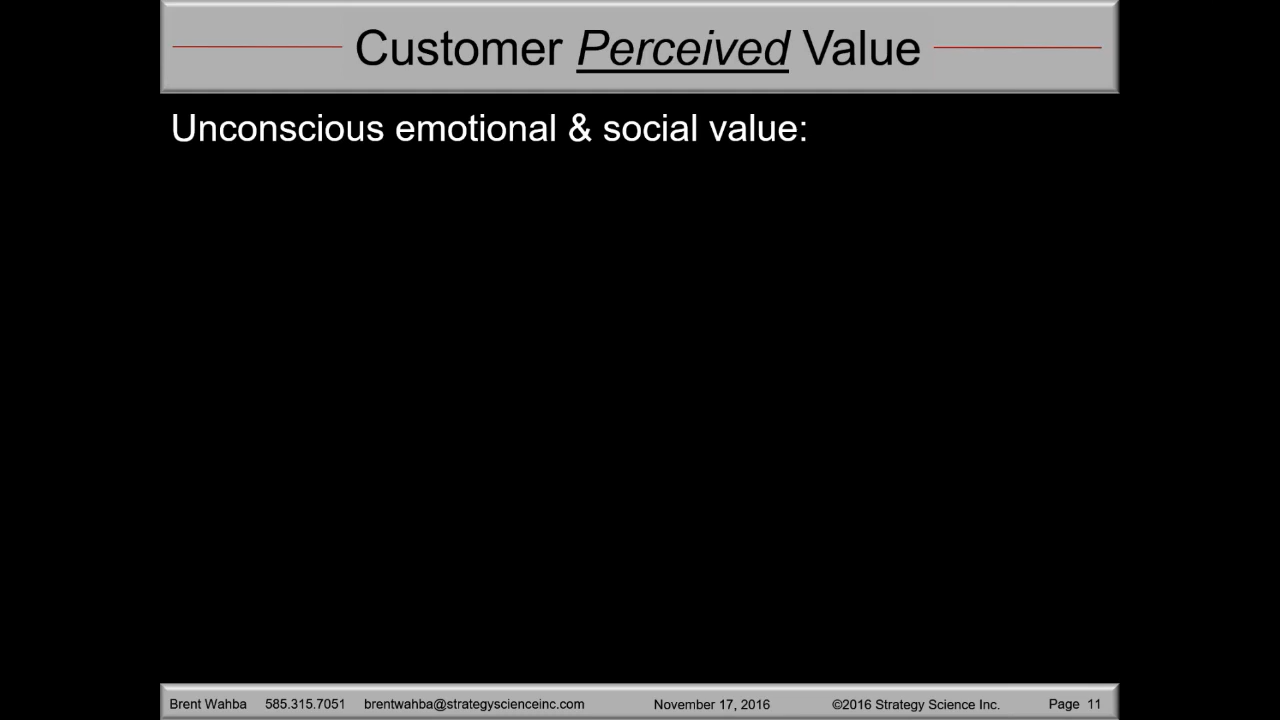 Customer Perceived Value
Unconscious emotional & social value:
Brent Wahba 585.315.7051 brentwahba@strategyscienceinc.com November 17, 2016 ©2016 Strategy Science Inc. Page 11